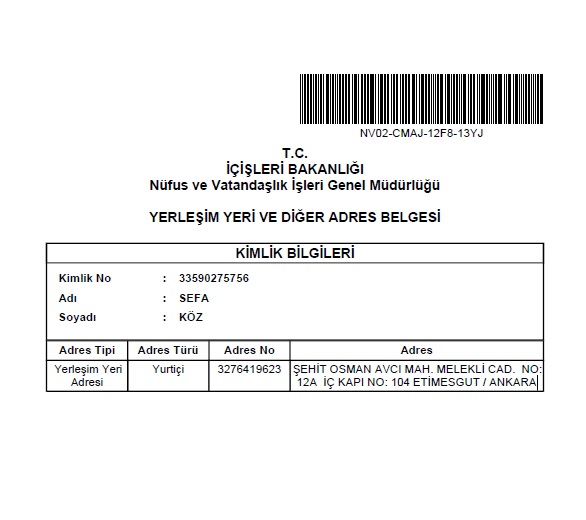 NV02-CMAJ-12F8-13YJ
T.C.
İÇİŞLERİ BAKANLIĞI
Nüfus ve Vatandaşlık İşleri Genel Müdürlüğü
YERLEŞİM YERİ VE DİĞER ADRES BELGESİ
KİMLİK BİLGİLERİ
Kimlik No : 33590275756
Adı : SEFA
Soyadı : KÖZ
Adres Tipi Adres Türü Adres No Adres
Yerleşim Yeri Yurtiçi 3276419623 ŞEHİT OSMAN AVCI MAH. MELEKLİ CAD. NO:
Adresi 12A İÇ KAPI NO: 104 ETİMESGUT / ANKARA